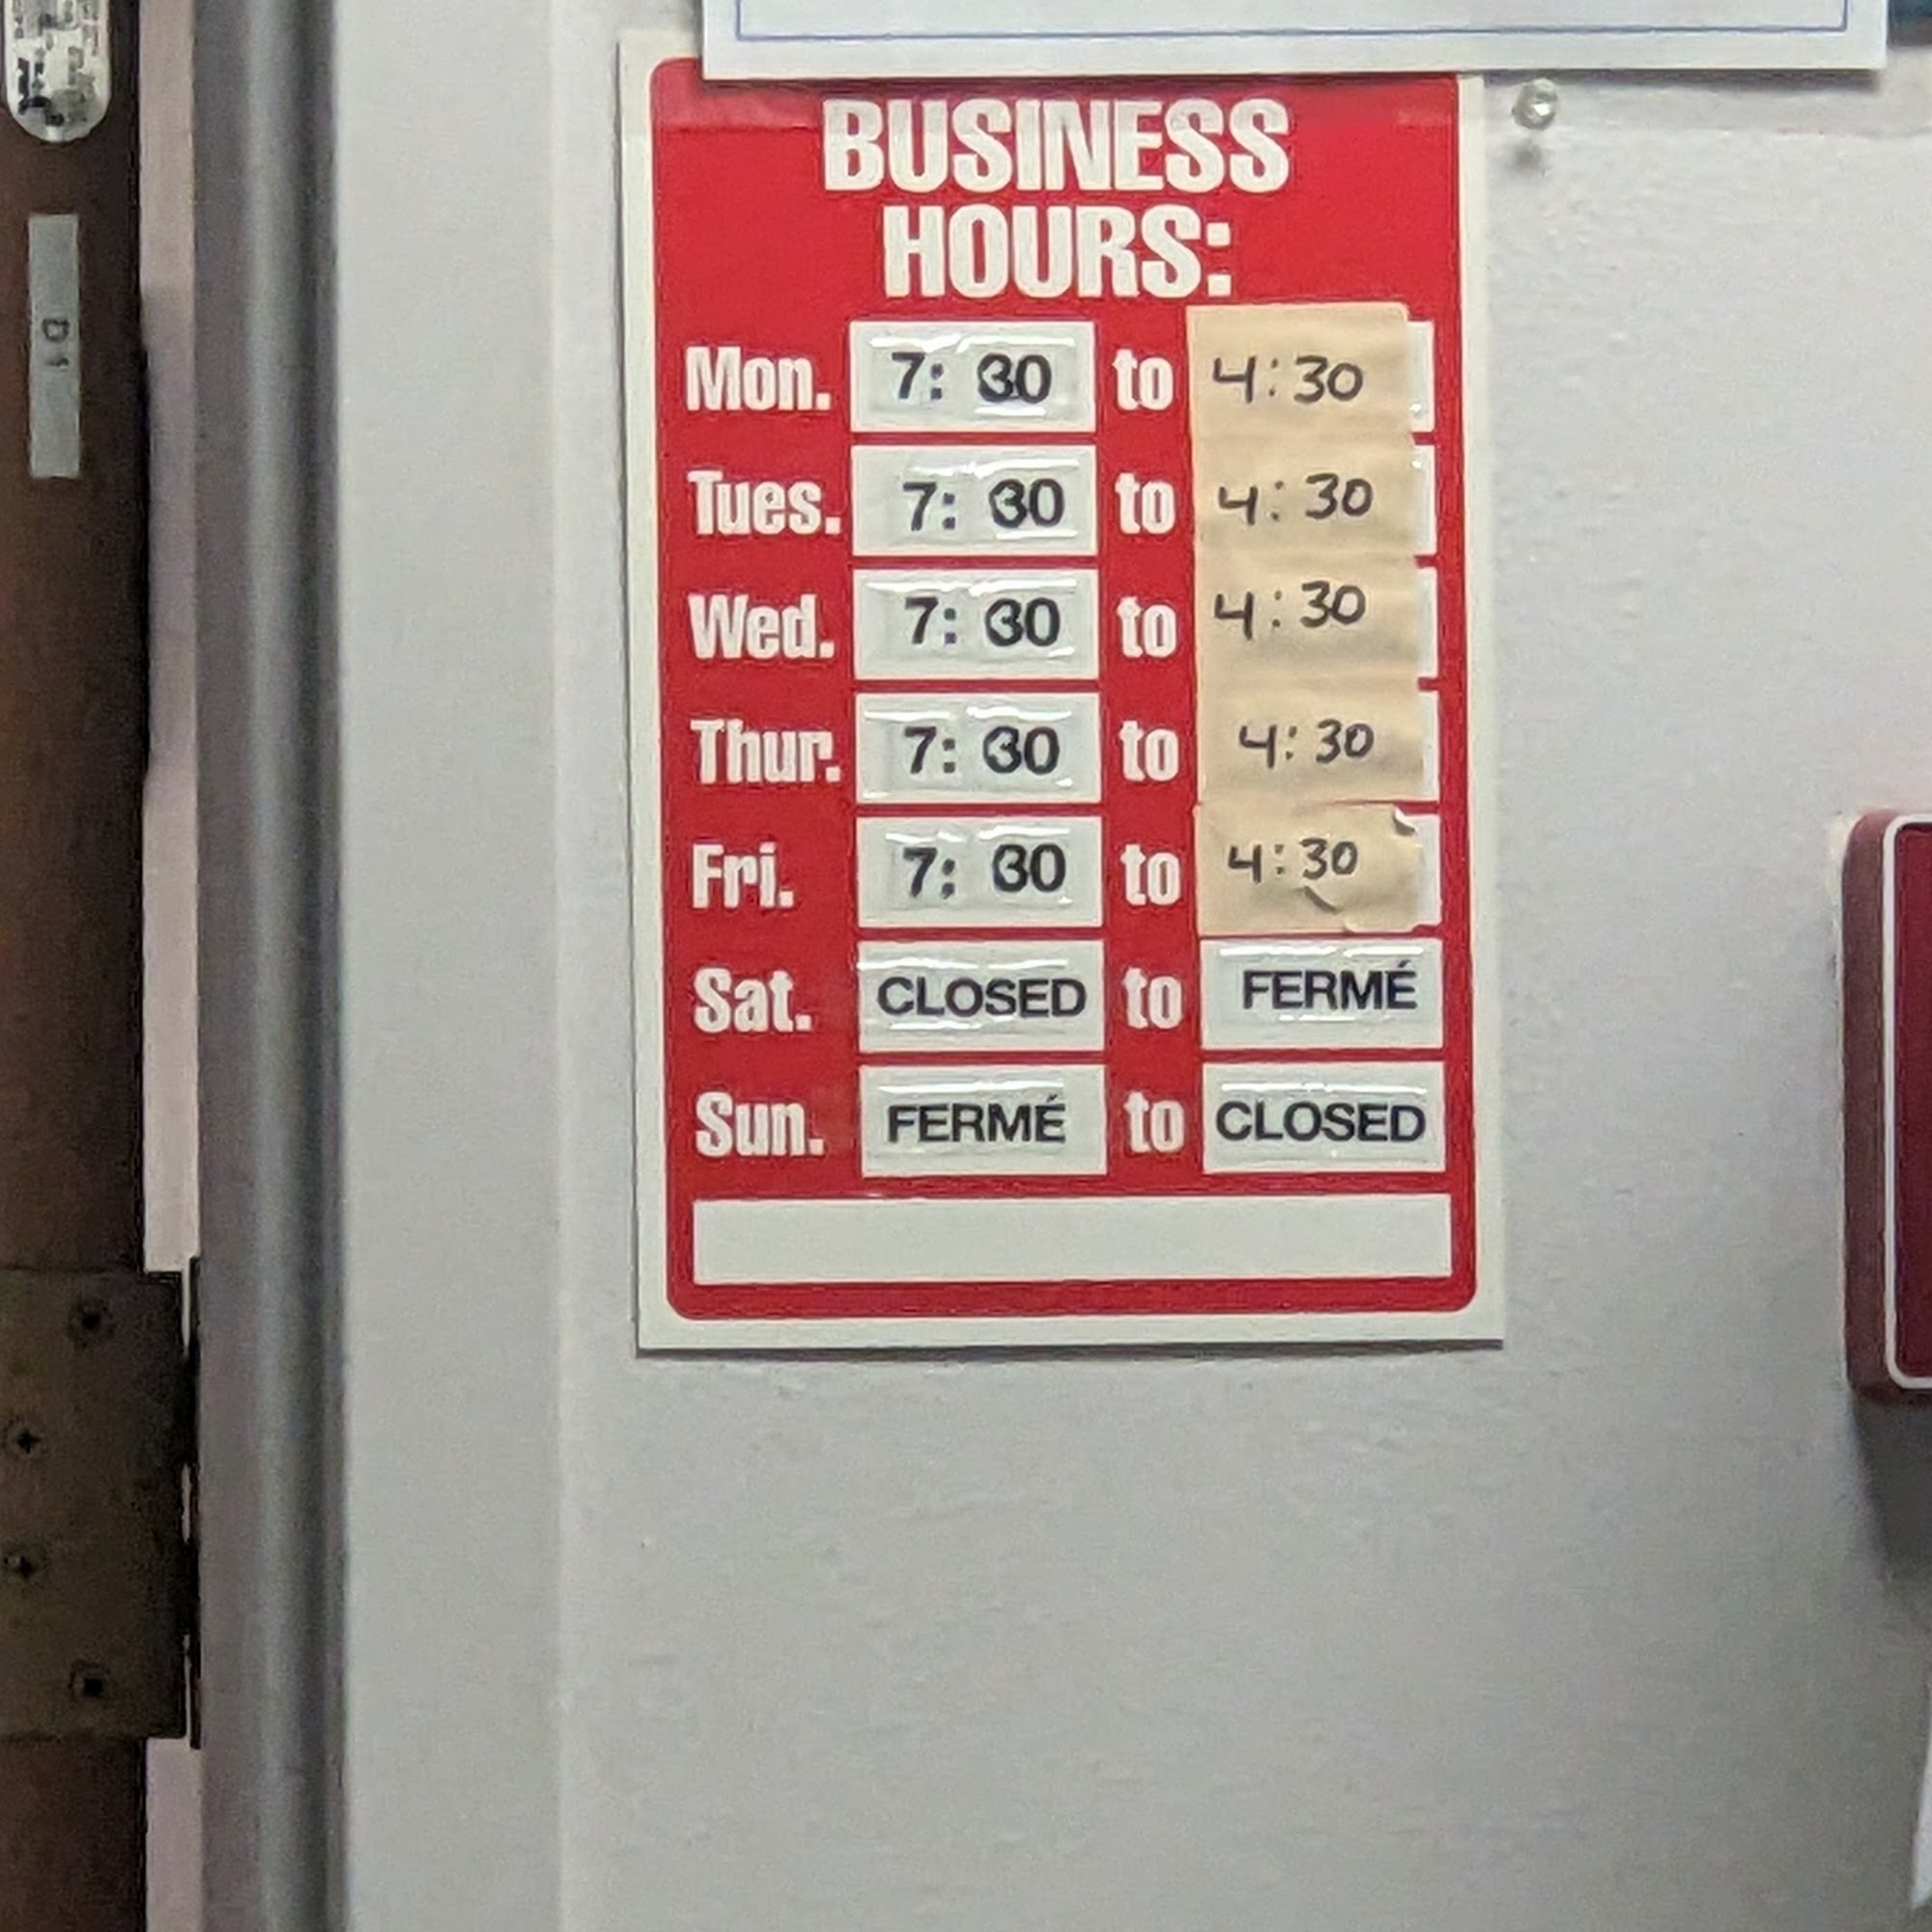 BUSINESS
HOURS:
Mon. 7: 30 to 4:30
Tues. 7: 30 to 4:30
Wed. 7: 30 to 4:30
Thur. 7: 30 to 4:30
Fri. 7: 30 to 4:30
Sat. CLOSED to FERMÉ
Sun. FERMÉ to CLOSED
D1